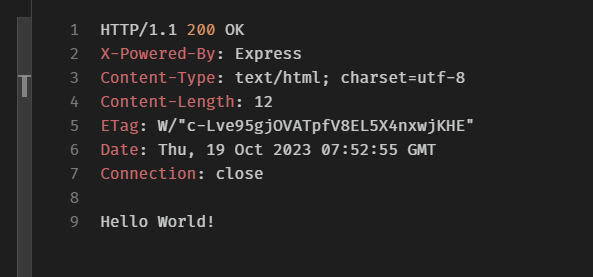 1 HTTP/1.1 200 OK
2 X-Powered-By: Express
3 Content-Type: text/html; charset=utf-8
4 Content-Length: 12
5 ETag: W/"c-Lve95gjOVATpfV8EL5X4nxwjKHE"
6 Date: Thu, 19 Oct 2023 07:52:55 GMT
7 Connection: close
8
9 Hello World!